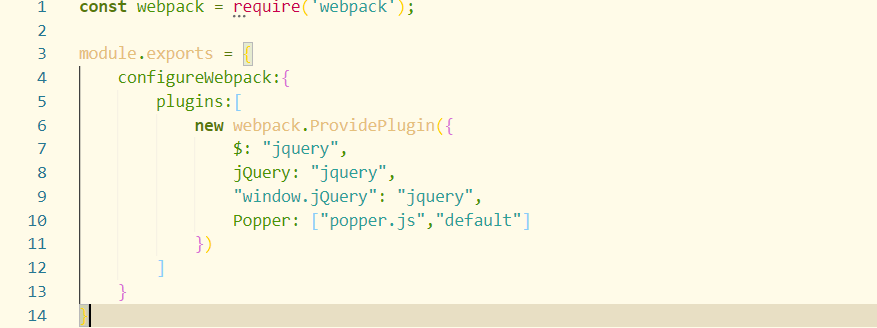 1 const webpack = require('webpack');
2
3 module.exports = {
4 configureWebpack:{
5 plugins:[
6 new webpack.ProvidePlugin({
7 $: "jquery",
8 jQuery: "jquery",
9 "window.jQuery": "jquery",
10 Popper: ["popper.js","default"]
11 })
12 ]
13 }
14 }